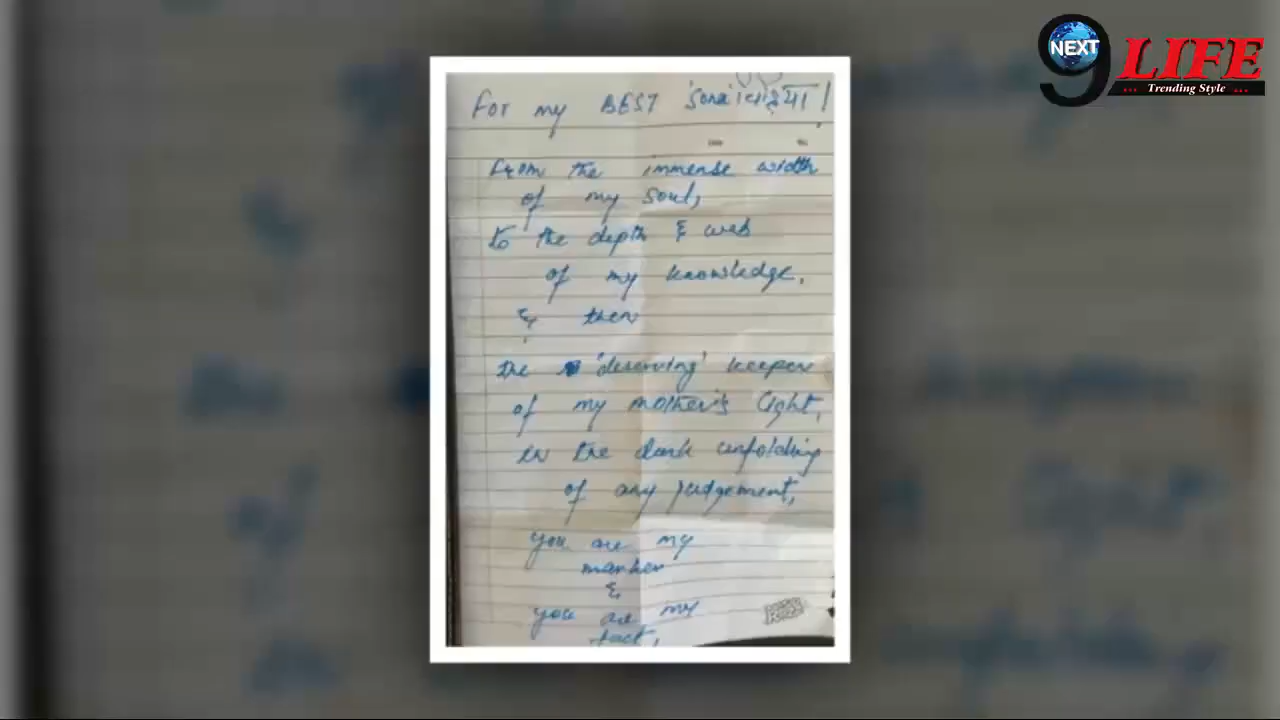 For my BEST
from the immense width
of my soul,
to the depth & web
of my knowledge.
& then
the 'deserving' keeper
of my mother's light,
in the dark unfolding
of any judgement,
you are my
marker
&
you are my
fact,
NEXT
9
LIFE
... Trending Style ...